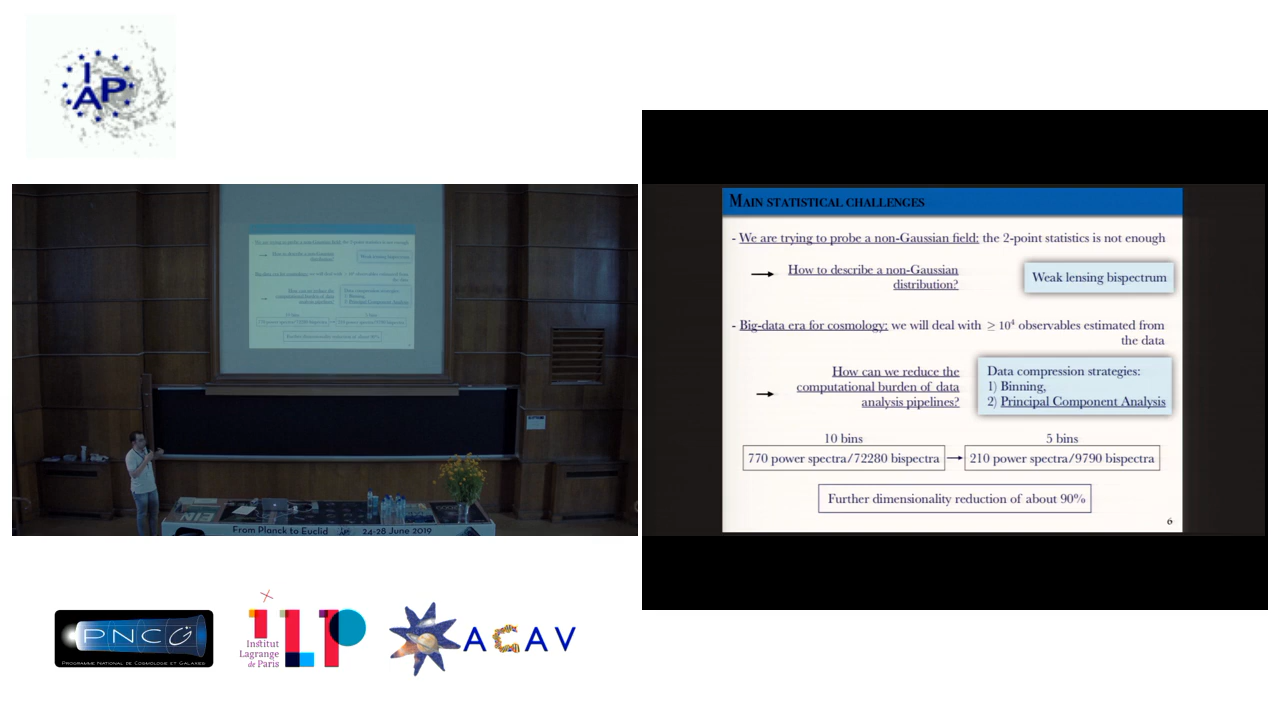 IAP
MAIN STATISTICAL CHALLENGES
- We are trying to probe a non-Gaussian field: the 2-point statistics is not enough
How to describe a non-Gaussian
distribution?
Weak lensing bispectrum
- Big-data era for cosmology: we will deal with ≥ 10⁴ observables estimated from
the data
How can we reduce the
computational burden of data
analysis pipelines?
Data compression strategies:
1) Binning,
2) Principal Component Analysis
10 bins
5 bins
770 power spectra/72280 bispectra
210 power spectra/9790 bispectra
Further dimensionality reduction of about 90%
6
From Planck to Euclid
24-28 June 2019
PNCG
PROGRAMME NATIONAL DE COSMOLOGIE ET GALAXIES
ILP
Institut
Lagrange
de Paris
ACAV